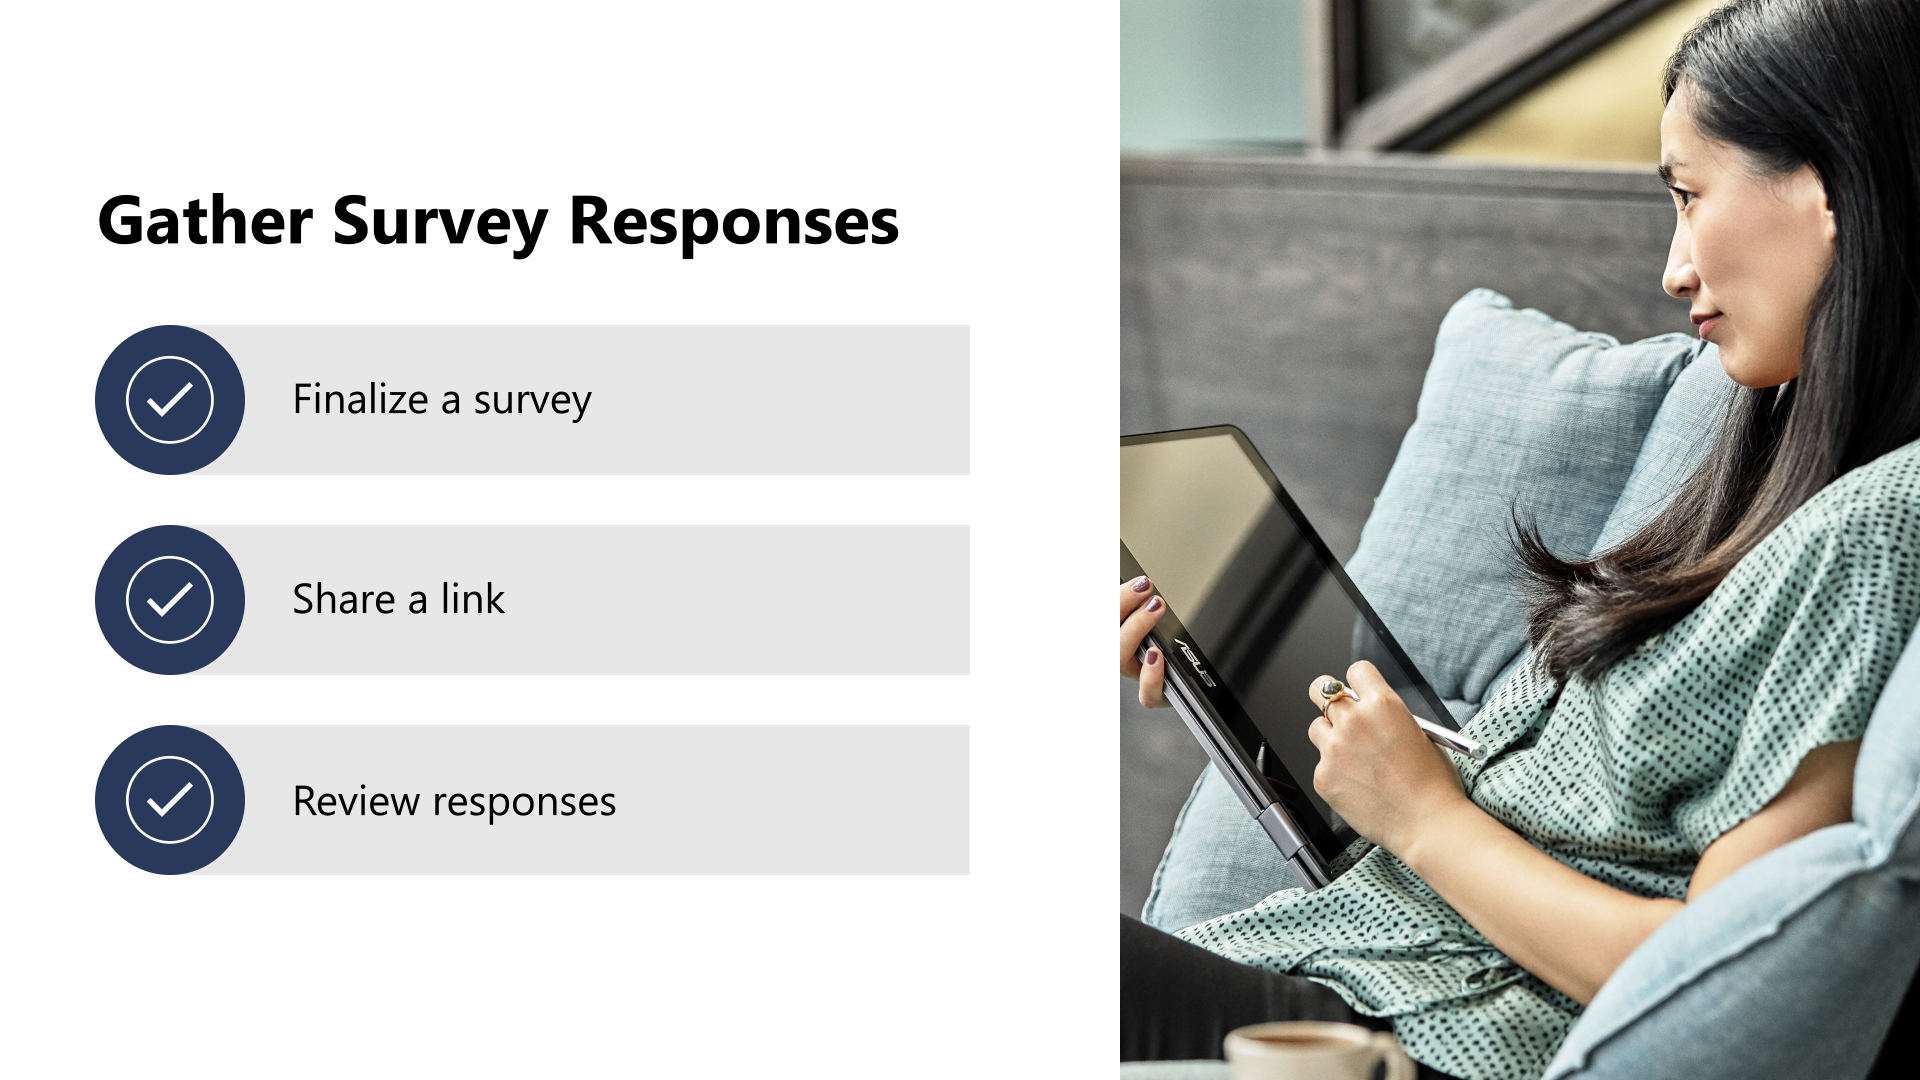 Gather Survey Responses
Finalize a survey
Share a link
Review responses
ASUS